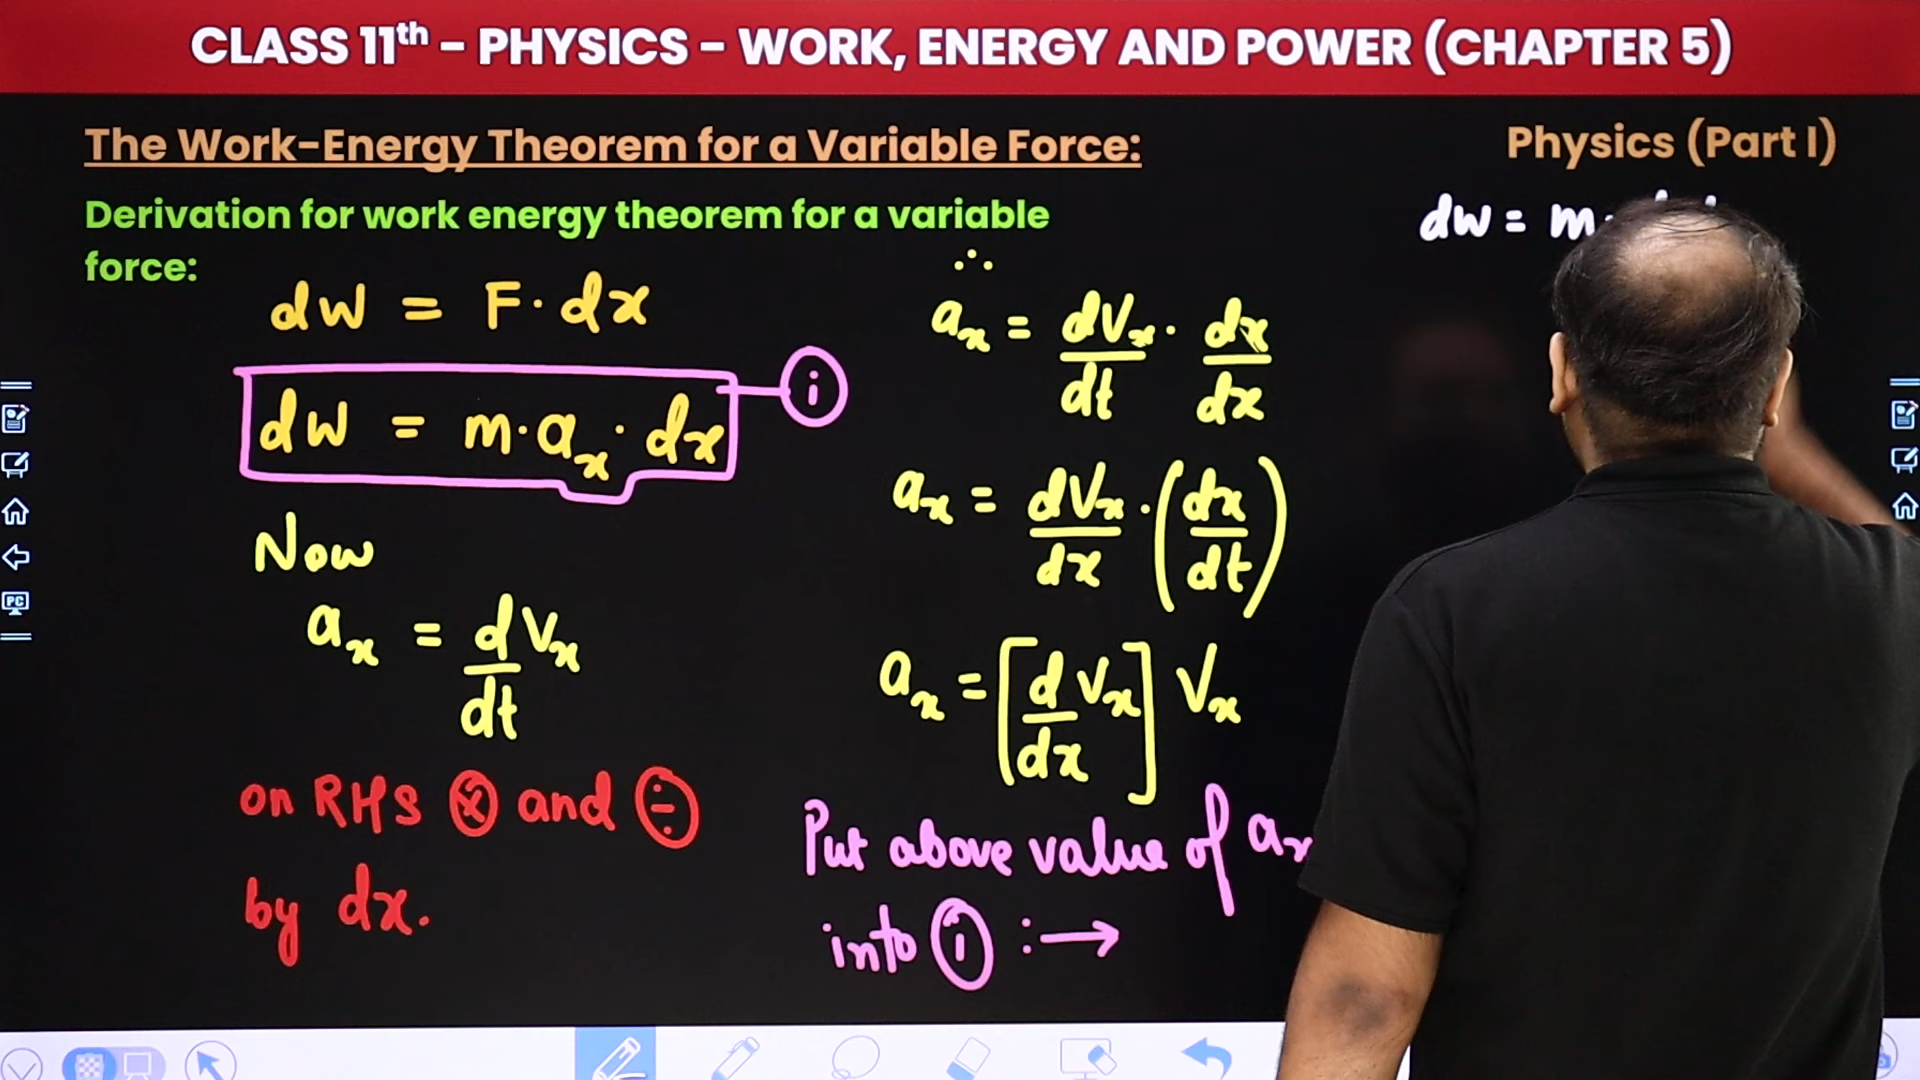 CLASS 11th – PHYSICS – WORK, ENERGY AND POWER (CHAPTER 5)
The Work-Energy Theorem for a Variable Force:
Physics (Part I)
Derivation for work energy theorem for a variable
force:
dW = F · dx
dW = m · aₓ · dx — (i)
Now
aₓ = d/dt Vₓ
on RHS ⊗ and ÷
by dx.
∴
aₓ = dVₓ/dt · dx/dx
aₓ = dVₓ/dx · (dx/dt)
aₓ = [d/dx Vₓ] Vₓ
Put above value of aₓ
into (i) :→
dW = m
PC